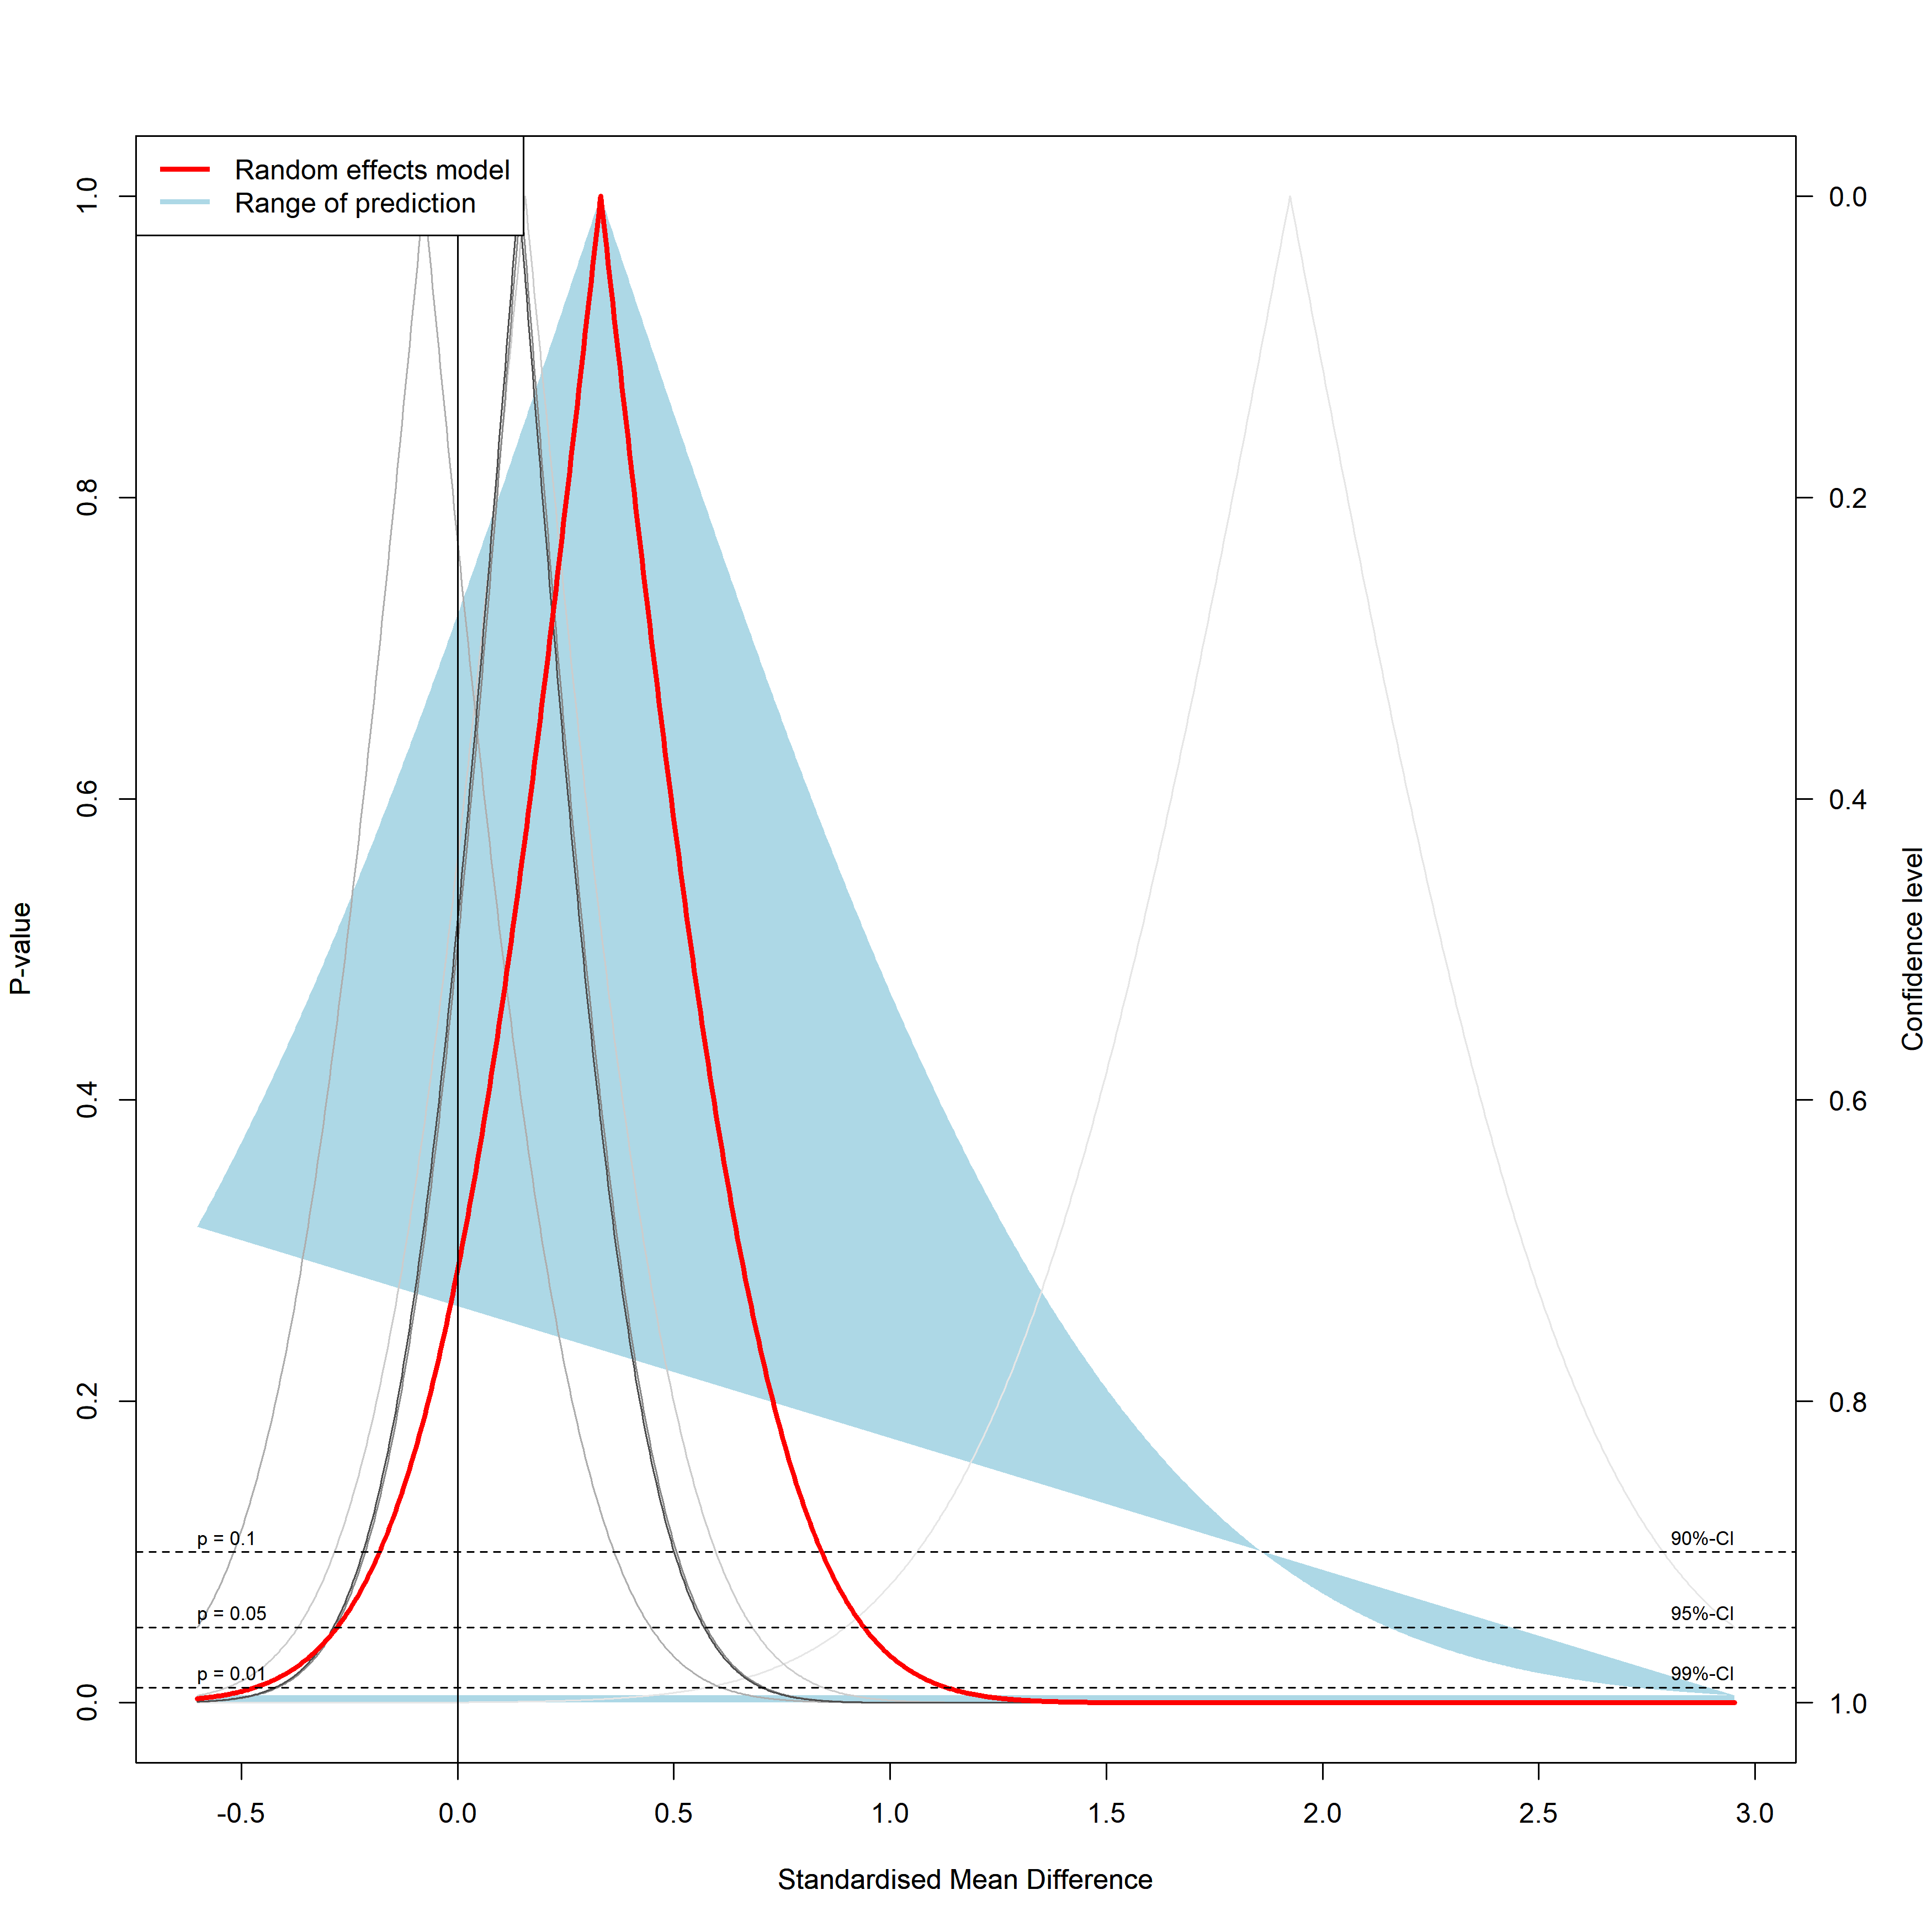 Random effects model
Range of prediction
1.0
0.8
0.6
0.4
0.2
0.0
P-value
0.0
0.2
0.4
0.6
0.8
1.0
Confidence level
p = 0.1
90%-CI
p = 0.05
95%-CI
p = 0.01
99%-CI
-0.5 0.0 0.5 1.0 1.5 2.0 2.5 3.0
Standardised Mean Difference